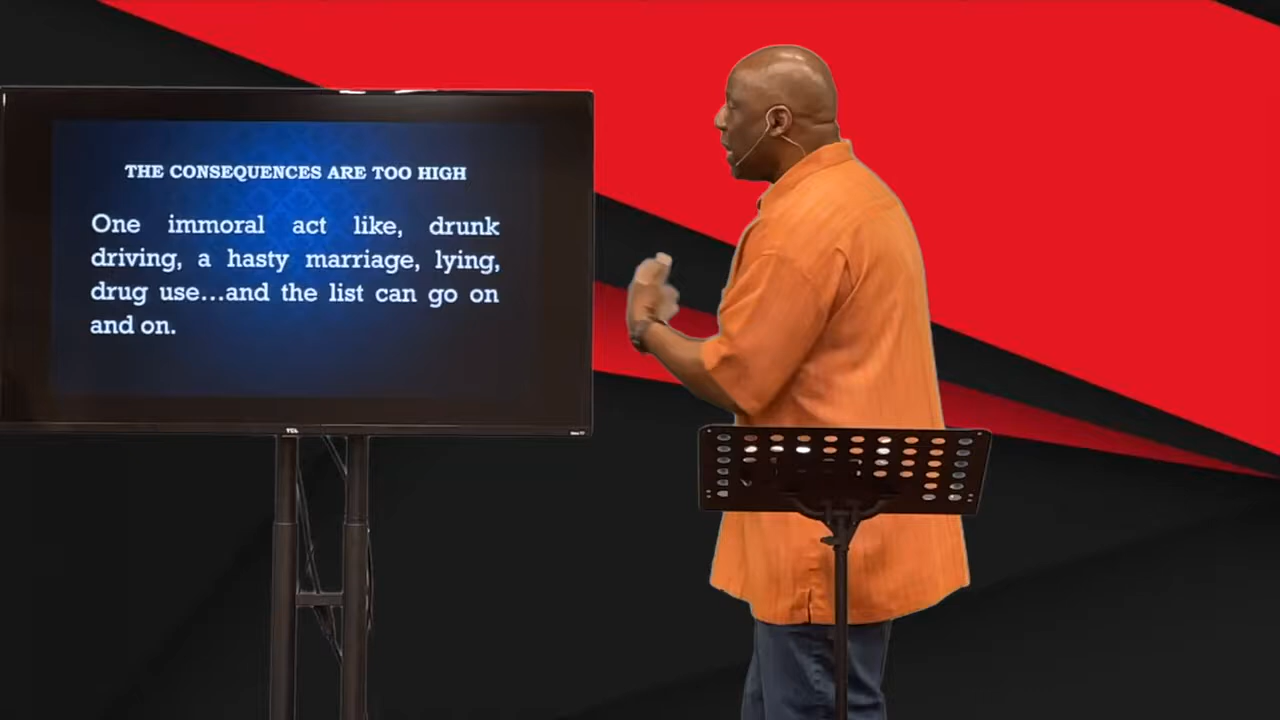 THE CONSEQUENCES ARE TOO HIGH
One immoral act like, drunk
driving, a hasty marriage, lying,
drug use...and the list can go on
and on.
TCL